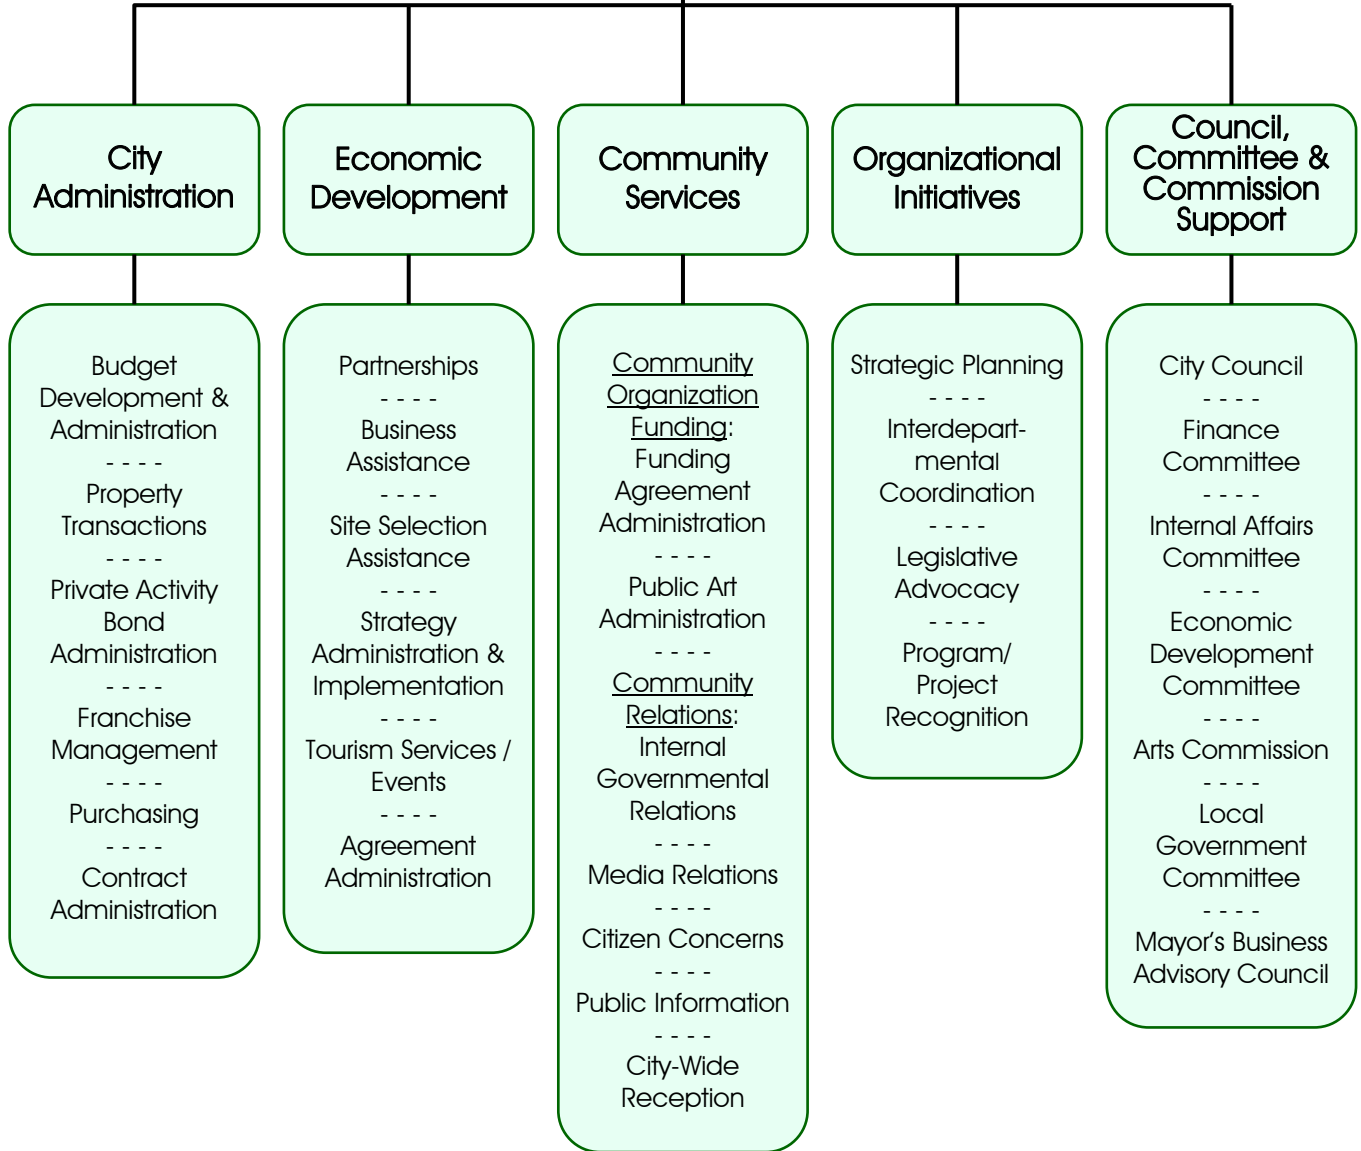 City
Administration
Economic
Development
Community
Services
Organizational
Initiatives
Council,
Committee &
Commission
Support
Budget
Development &
Administration
- - - -
Property
Transactions
- - - -
Private Activity
Bond
Administration
- - - -
Franchise
Management
- - - -
Purchasing
- - - -
Contract
Administration
Partnerships
- - - -
Business
Assistance
- - - -
Site Selection
Assistance
- - - -
Strategy
Administration &
Implementation
- - - -
Tourism Services /
Events
- - - -
Agreement
Administration
Community
Organization
Funding:
Funding
Agreement
Administration
- - - -
Public Art
Administration
- - - -
Community
Relations:
Internal
Governmental
Relations
- - - -
Media Relations
- - - -
Citizen Concerns
- - - -
Public Information
- - - -
City-Wide
Reception
Strategic Planning
- - - -
Interdepart-
mental
Coordination
- - - -
Legislative
Advocacy
- - - -
Program/
Project
Recognition
City Council
- - - -
Finance
Committee
- - - -
Internal Affairs
Committee
- - - -
Economic
Development
Committee
- - - -
Arts Commission
- - - -
Local
Government
Committee
- - - -
Mayor's Business
Advisory Council